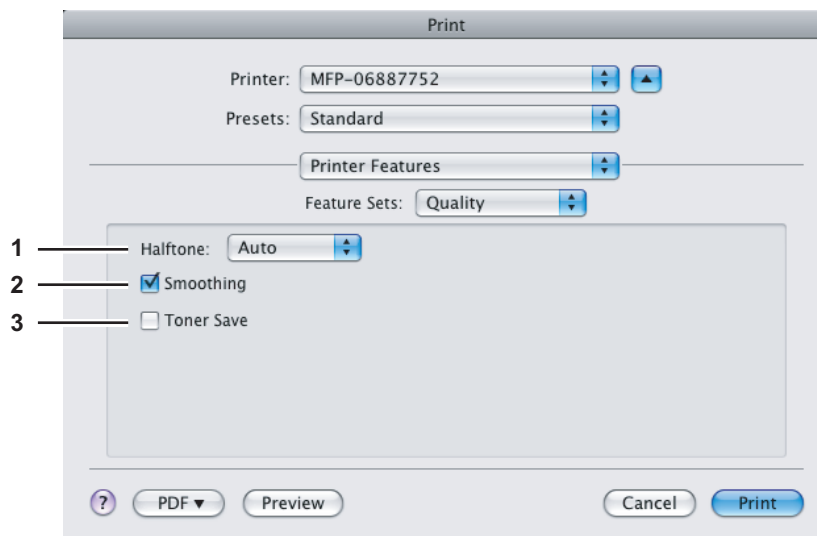 Print
Printer: MFP-06887752
Presets: Standard
Printer Features
Feature Sets: Quality
1 Halftone: Auto
2 Smoothing
3 Toner Save
? PDF▼ Preview Cancel Print